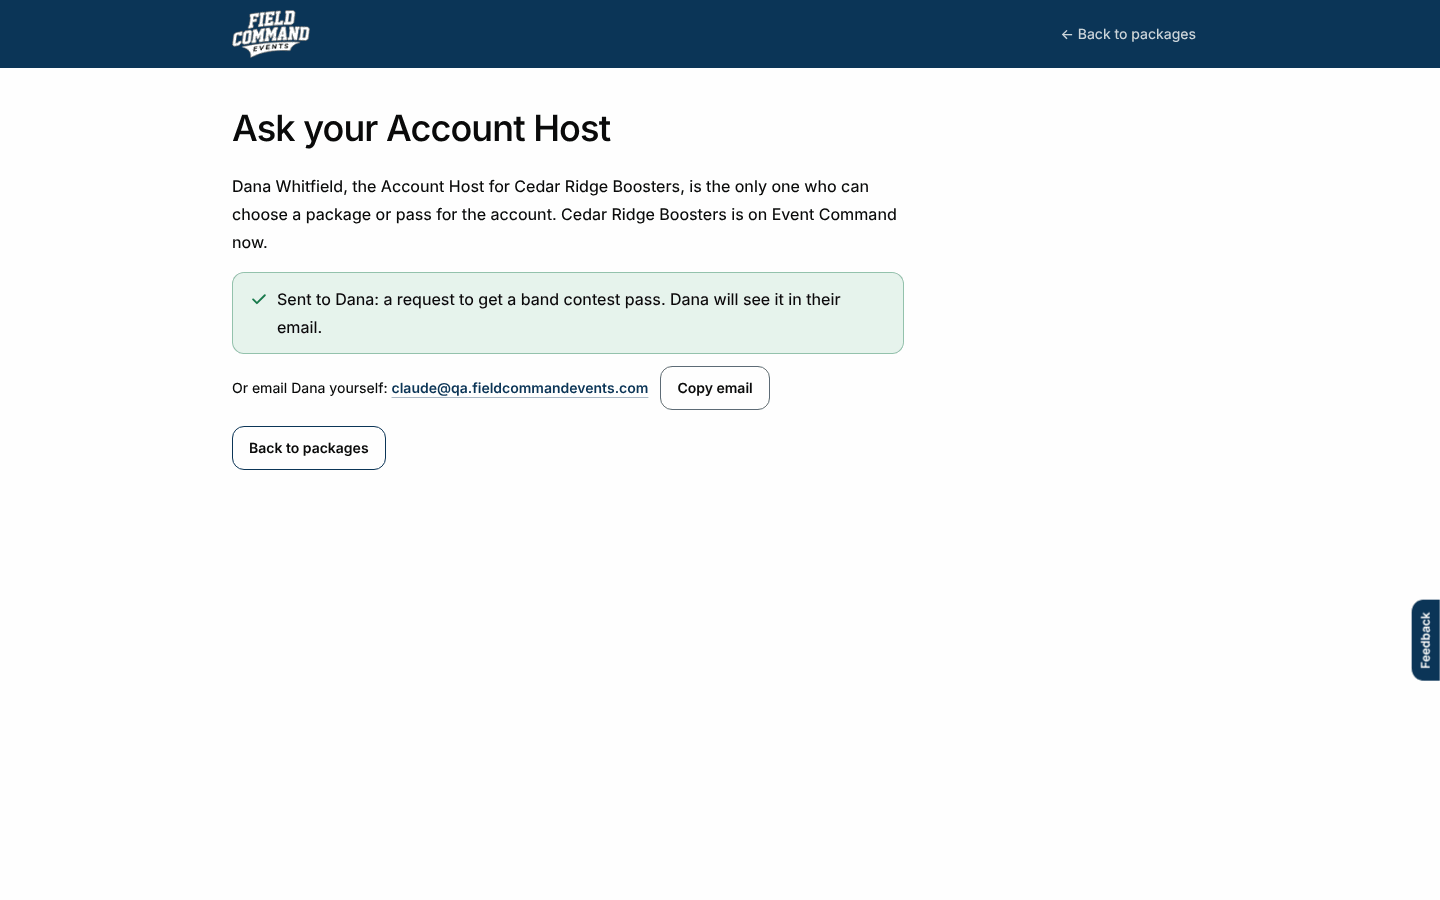 FIELD
COMMAND
EVENTS
← Back to packages
Ask your Account Host
Dana Whitfield, the Account Host for Cedar Ridge Boosters, is the only one who can
choose a package or pass for the account. Cedar Ridge Boosters is on Event Command
now.
Sent to Dana: a request to get a band contest pass. Dana will see it in their
email.
Or email Dana yourself: claude@qa.fieldcommandevents.com Copy email
Back to packages
Feedback